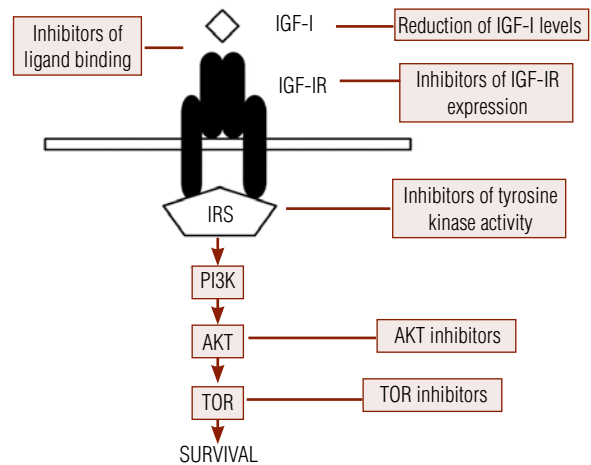 IGF-I
Reduction of IGF-I levels
Inhibitors of
ligand binding
IGF-IR
Inhibitors of IGF-IR
expression
IRS
Inhibitors of tyrosine
kinase activity
PI3K
AKT
AKT inhibitors
TOR
TOR inhibitors
SURVIVAL